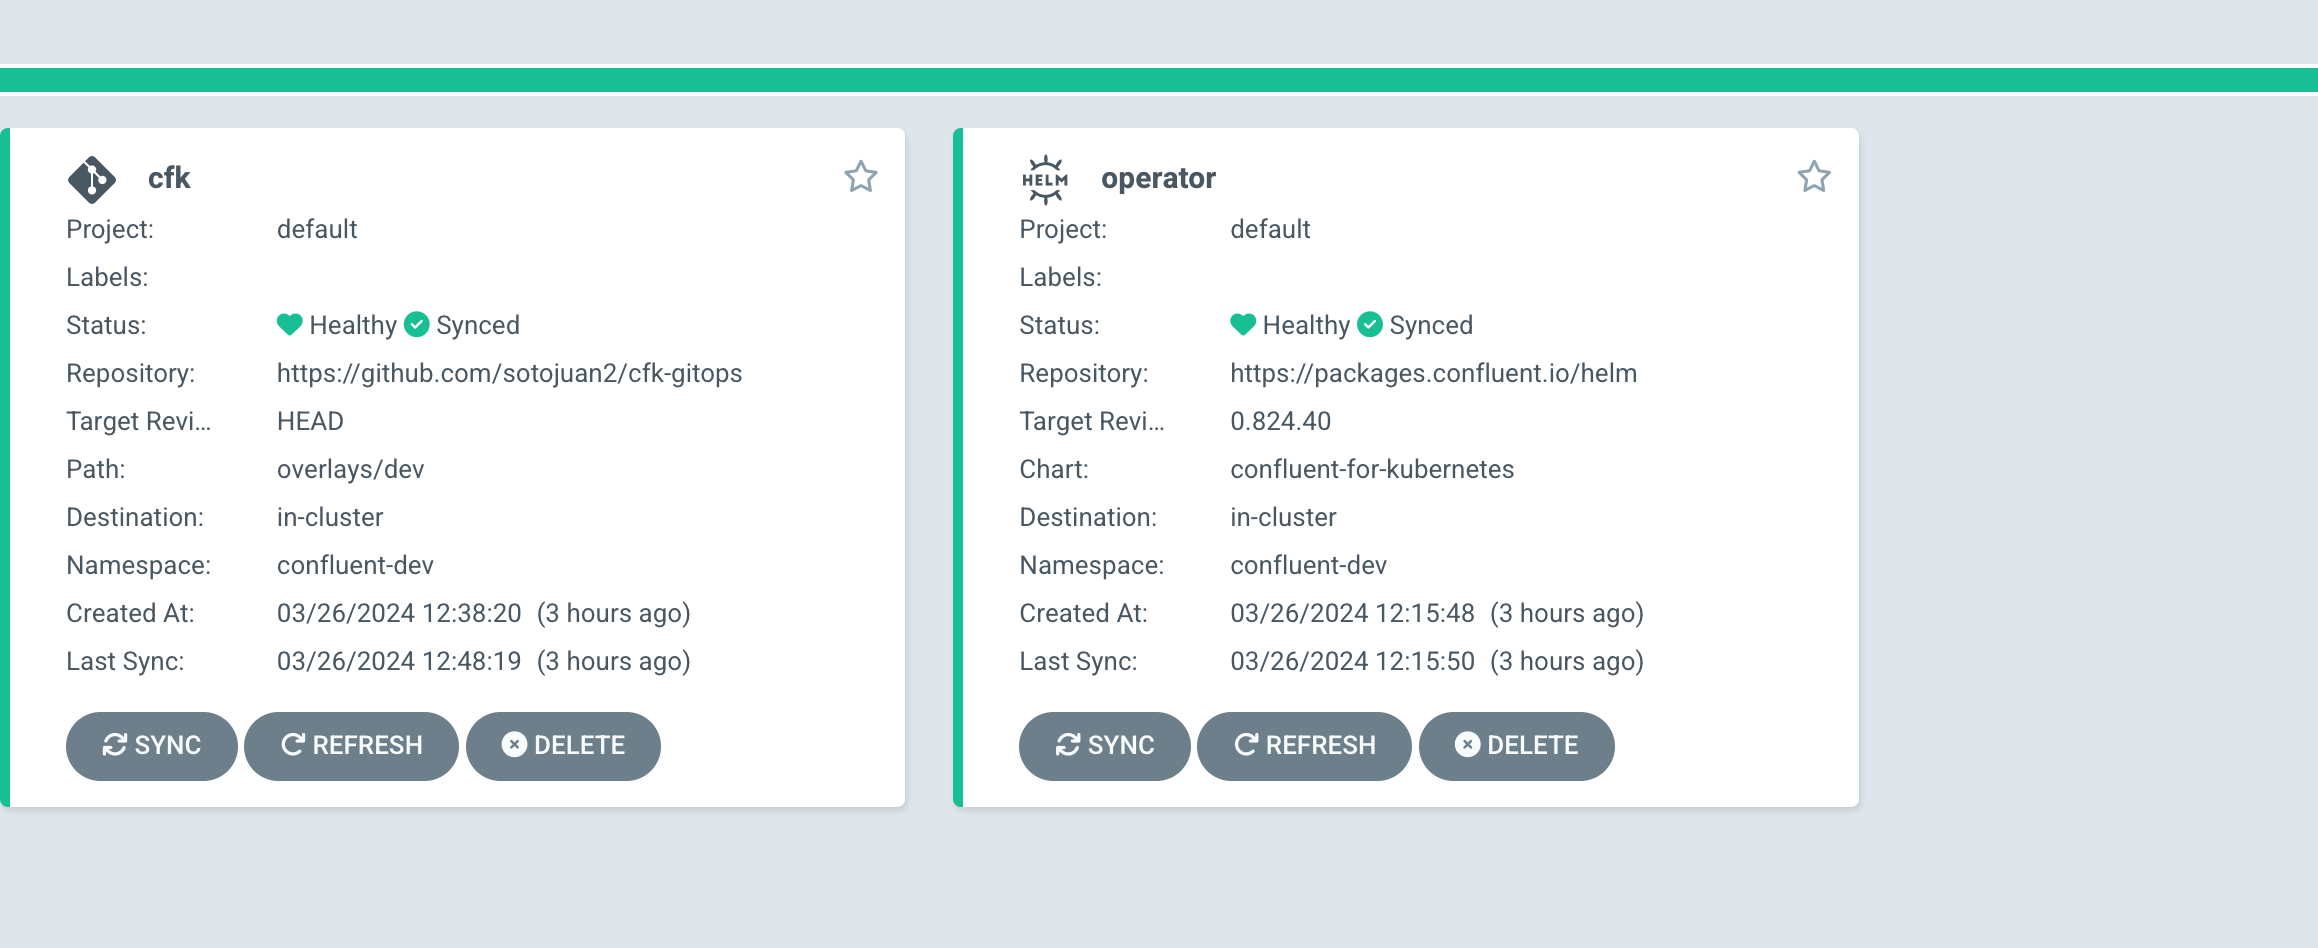 cfk
Project: default
Labels:
Status: Healthy Synced
Repository: https://github.com/sotojuan2/cfk-gitops
Target Revi... HEAD
Path: overlays/dev
Destination: in-cluster
Namespace: confluent-dev
Created At: 03/26/2024 12:38:20 (3 hours ago)
Last Sync: 03/26/2024 12:48:19 (3 hours ago)
SYNC REFRESH DELETE
HELM operator
Project: default
Labels:
Status: Healthy Synced
Repository: https://packages.confluent.io/helm
Target Revi... 0.824.40
Chart: confluent-for-kubernetes
Destination: in-cluster
Namespace: confluent-dev
Created At: 03/26/2024 12:15:48 (3 hours ago)
Last Sync: 03/26/2024 12:15:50 (3 hours ago)
SYNC REFRESH DELETE